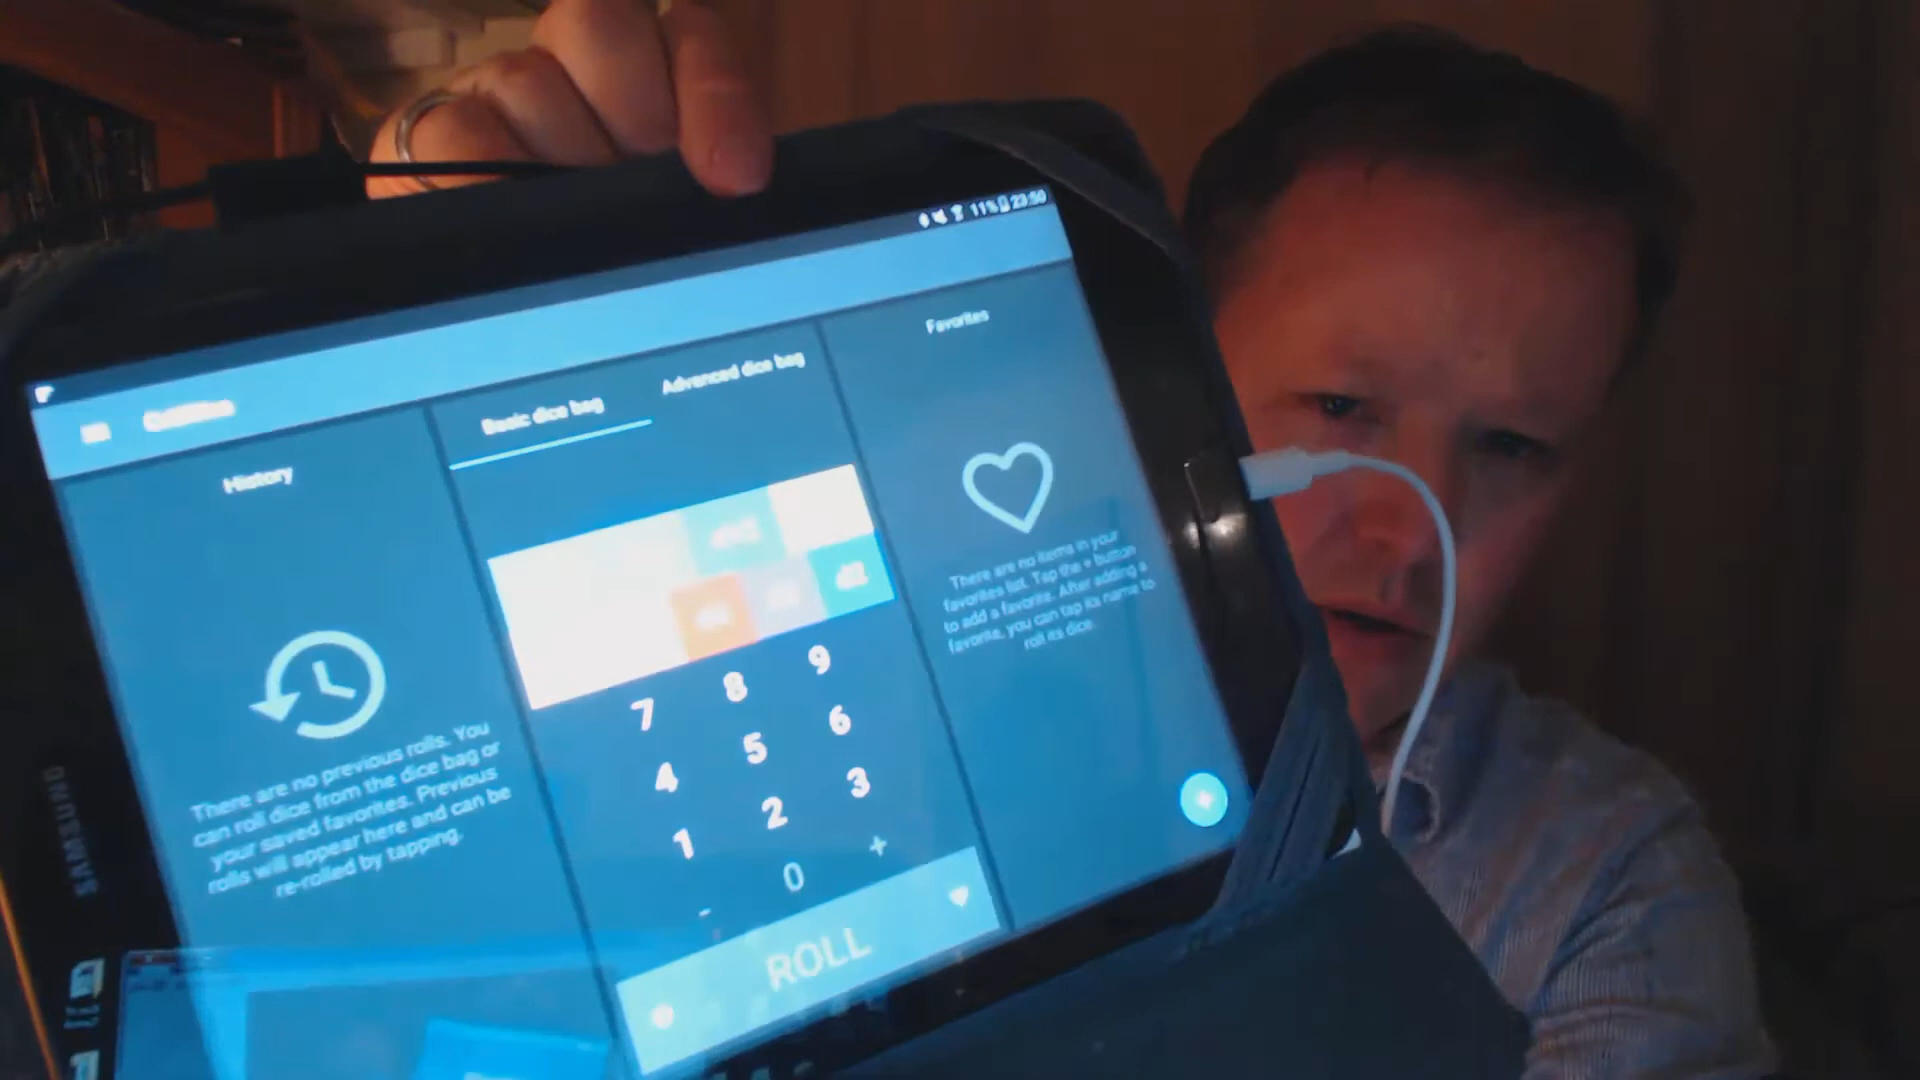 11% 23:50
History
Basic dice bag
Advanced dice bag
Favorites
There are no previous rolls. You
can roll dice from the dice bag or
your saved favorites. Previous
rolls will appear here and can be
re-rolled by tapping.
7 8 9
4 5 6
1 2 3
- 0 +
ROLL
There are no items in your
favorites list. Tap the + button
to add a favorite. After adding a
favorite, you can tap its name to
roll its dice.
SAMSUNG